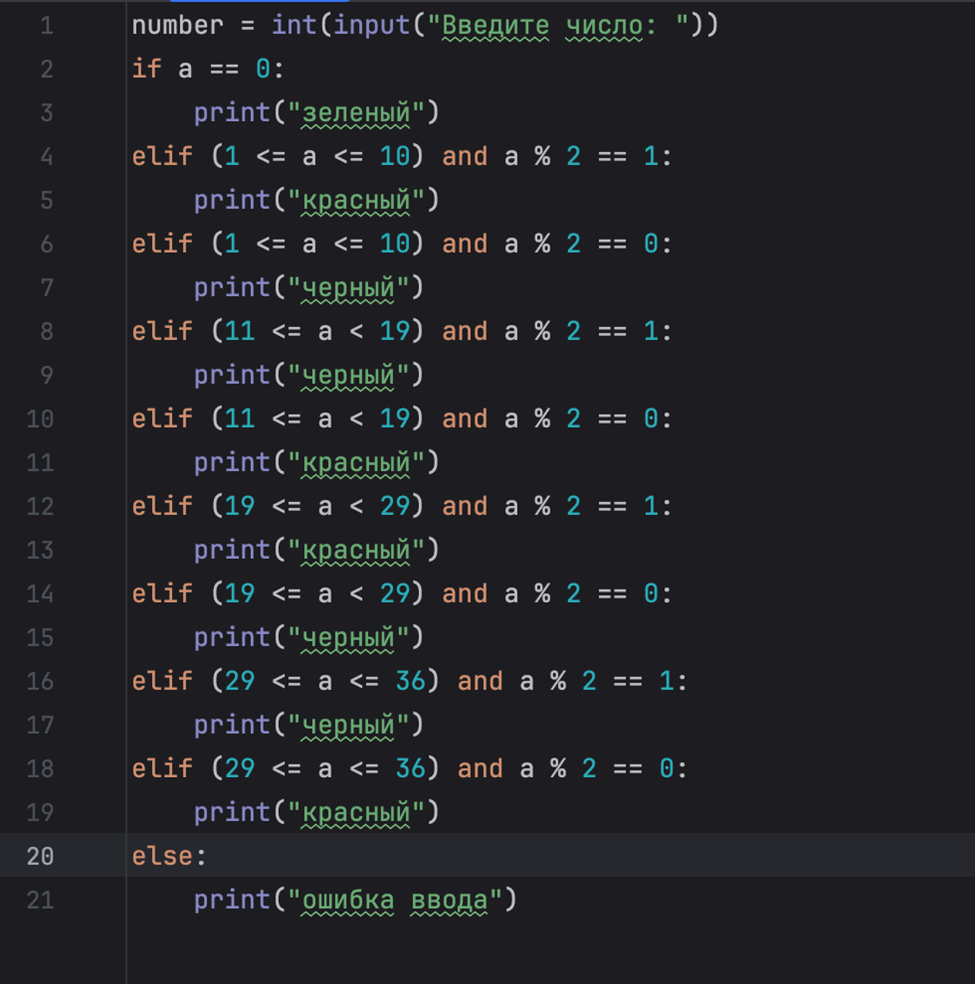 1 number = int(input("Введите число: "))
2 if a == 0:
3     print("зеленый")
4 elif (1 <= a <= 10) and a % 2 == 1:
5     print("красный")
6 elif (1 <= a <= 10) and a % 2 == 0:
7     print("черный")
8 elif (11 <= a < 19) and a % 2 == 1:
9     print("черный")
10 elif (11 <= a < 19) and a % 2 == 0:
11     print("красный")
12 elif (19 <= a < 29) and a % 2 == 1:
13     print("красный")
14 elif (19 <= a < 29) and a % 2 == 0:
15     print("черный")
16 elif (29 <= a <= 36) and a % 2 == 1:
17     print("черный")
18 elif (29 <= a <= 36) and a % 2 == 0:
19     print("красный")
20 else:
21     print("ошибка ввода")